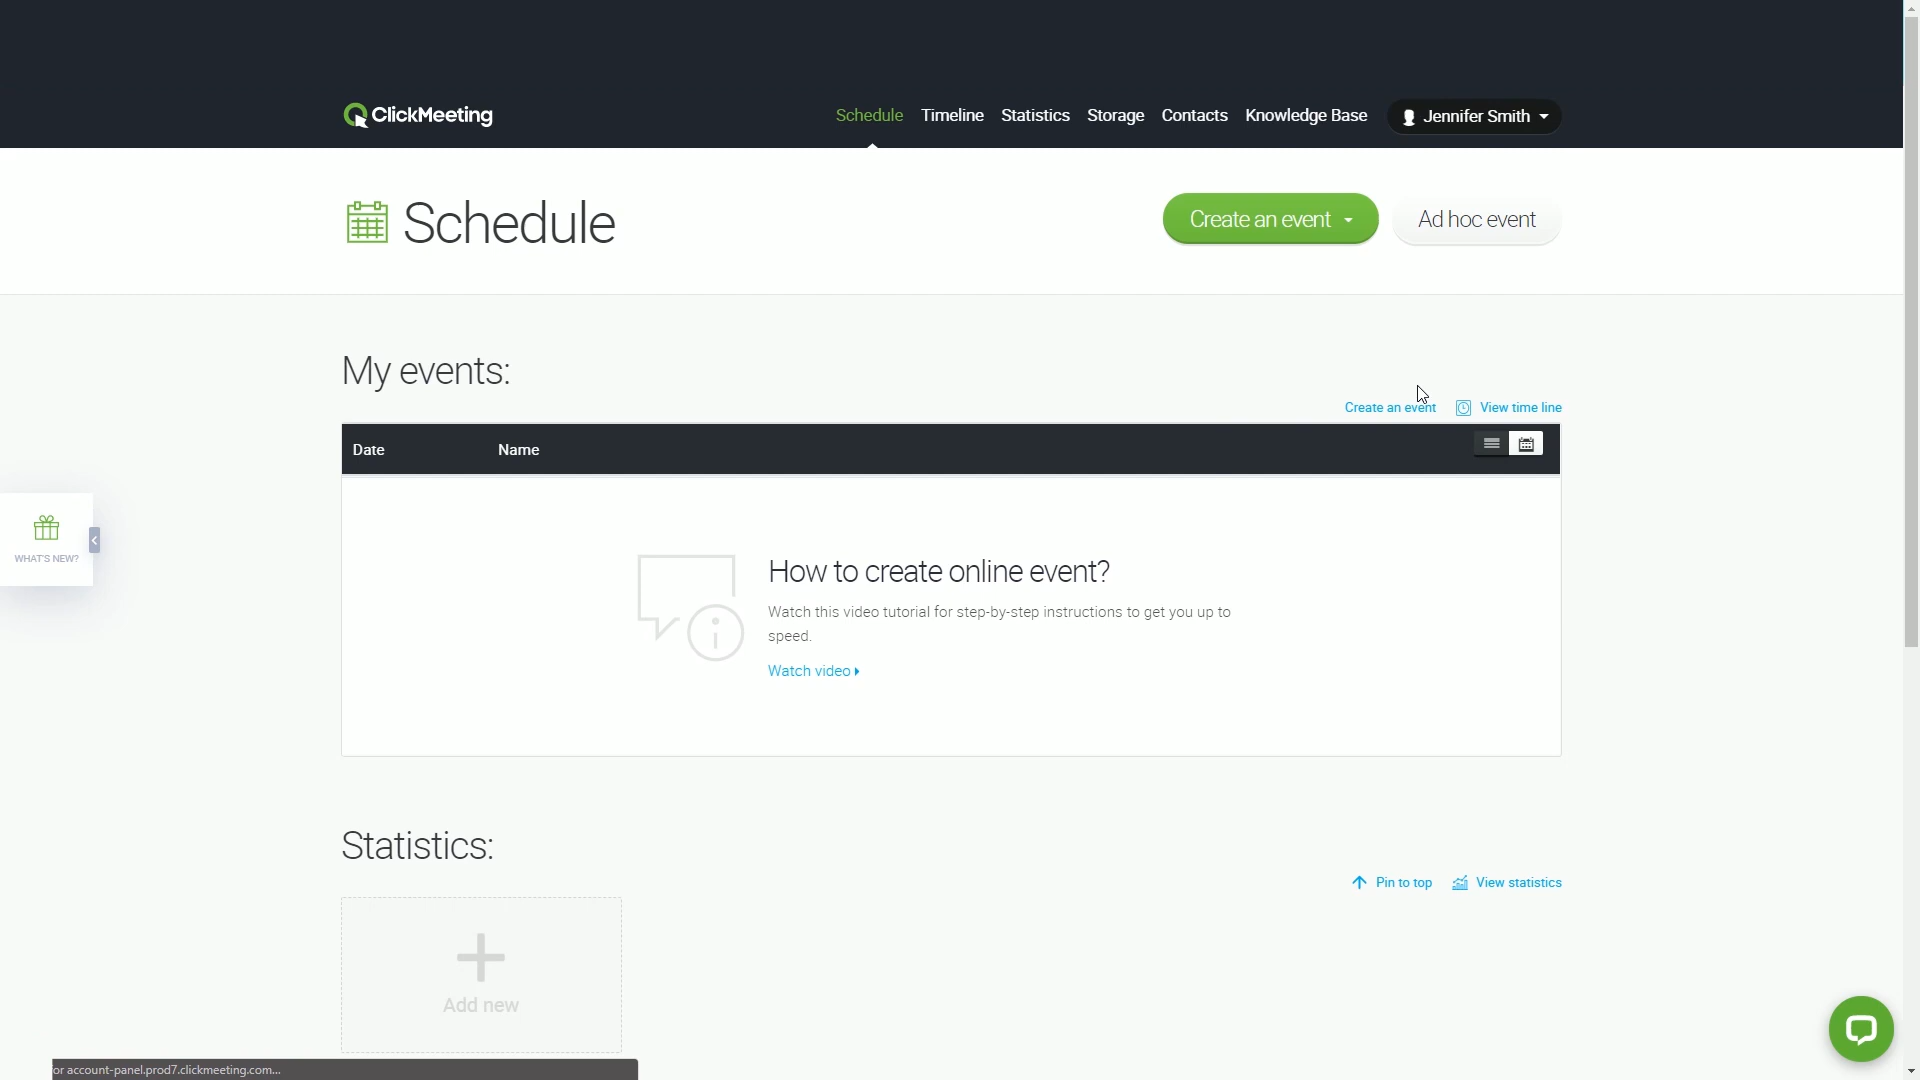 ClickMeeting
Schedule Timeline Statistics Storage Contacts Knowledge Base Jennifer Smith
Schedule
Create an event
Ad hoc event
My events:
Create an event View time line
Date Name
WHAT'S NEW?
How to create online event?
Watch this video tutorial for step-by-step instructions to get you up to
speed.
Watch video
Statistics:
Pin to top View statistics
Add new
or account-panel.prod7.clickmeeting.com...